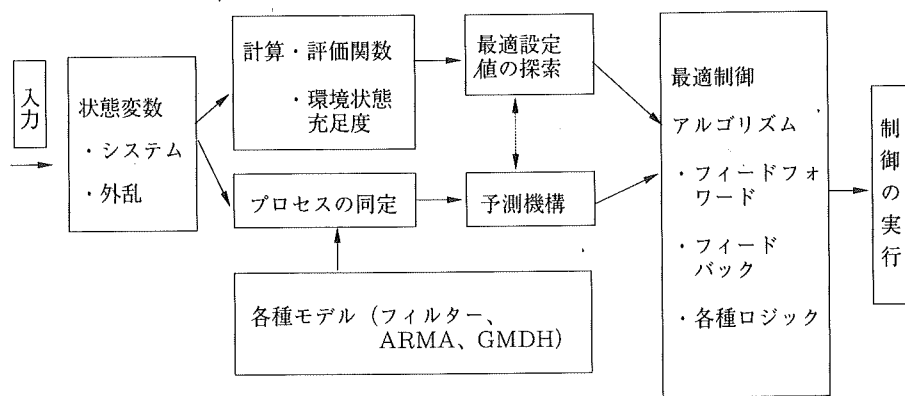 入力
状態変数
・システム
・外乱
計算・評価関数
・環境状態
充足度
プロセスの同定
各種モデル（フィルター、
ARMA、GMDH）
最適設定
値の探索
予測機構
最適制御
アルゴリズム
・フィードフォ
ワード
・フィード
バック
・各種ロジック
制御の実行